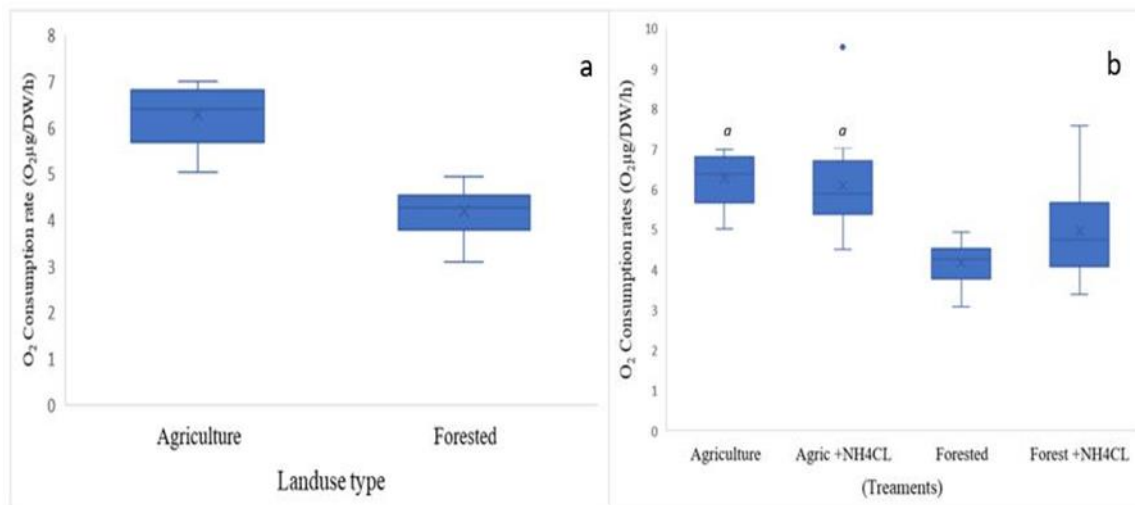 a
O₂ Consumption rate (O₂µg/DW/h)
8
7
6
5
4
3
2
1
0
Agriculture Forested
Landuse type
b
O₂ Consumption rates (O₂µg/DW/h)
10
9
8
7
6
5
4
3
2
1
0
a a
Agriculture Agric +NH4CL Forested Forest +NH4CL
(Treaments)